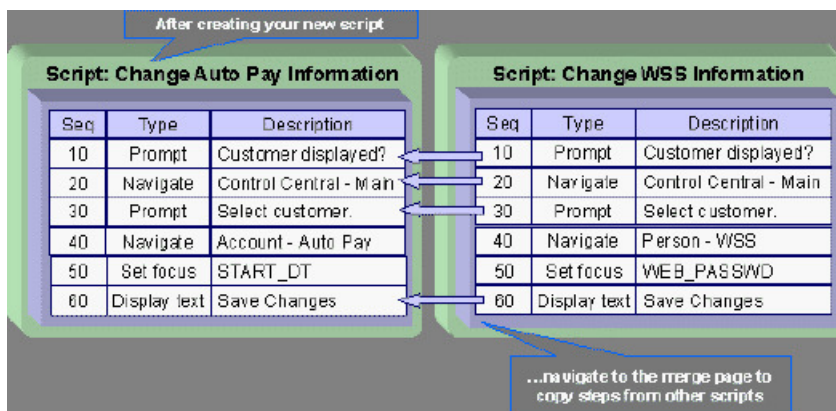 After creating your new script
Script: Change Auto Pay Information
Seq Type Description
10 Prompt Customer displayed?
20 Navigate Control Central - Main
30 Prompt Select customer.
40 Navigate Account - Auto Pay
50 Set focus START_DT
60 Display text Save Changes
Script: Change WSS Information
Seq Type Description
10 Prompt Customer displayed?
20 Navigate Control Central - Main
30 Prompt Select customer.
40 Navigate Person - WSS
50 Set focus WEB_PASSWD
60 Display text Save Changes
...navigate to the merge page to
copy steps from other scripts